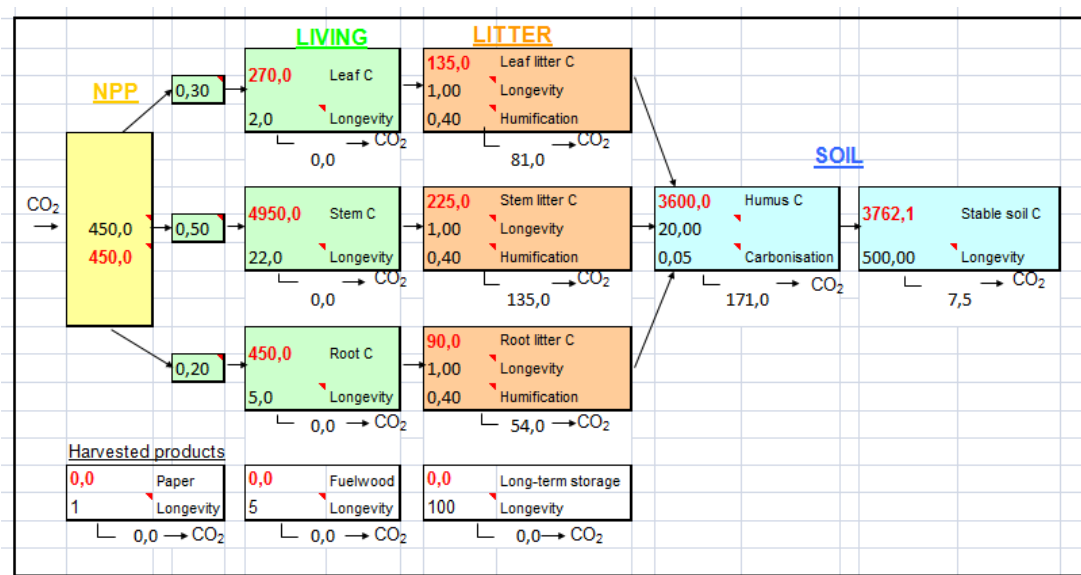 LIVING
LITTER
NPP
SOIL
CO₂
450,0
450,0
0,30
0,50
0,20
270,0 Leaf C
2,0 Longevity
0,0 CO₂
135,0 Leaf litter C
1,00 Longevity
0,40 Humification
81,0 CO₂
4950,0 Stem C
22,0 Longevity
0,0 CO₂
225,0 Stem litter C
1,00 Longevity
0,40 Humification
135,0 CO₂
450,0 Root C
5,0 Longevity
0,0 CO₂
90,0 Root litter C
1,00 Longevity
0,40 Humification
54,0 CO₂
3600,0 Humus C
20,00
0,05 Carbonisation
171,0 CO₂
3762,1 Stable soil C
500,00 Longevity
7,5 CO₂
Harvested products
0,0 Paper
1 Longevity
0,0 CO₂
0,0 Fuelwood
5 Longevity
0,0 CO₂
0,0 Long-term storage
100 Longevity
0,0 CO₂